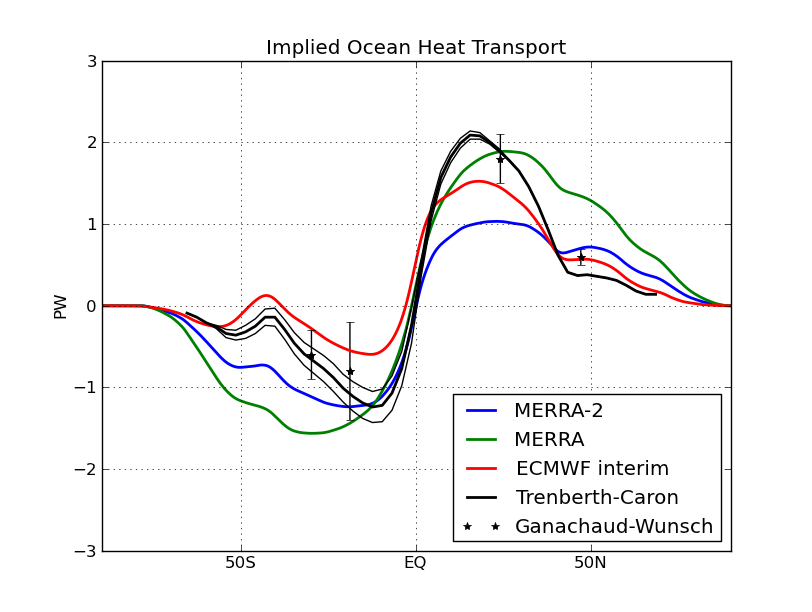 Implied Ocean Heat Transport
3
2
1
0
−1
−2
−3
PW
50S
EQ
50N
MERRA-2
MERRA
ECMWF interim
Trenberth-Caron
Ganachaud-Wunsch